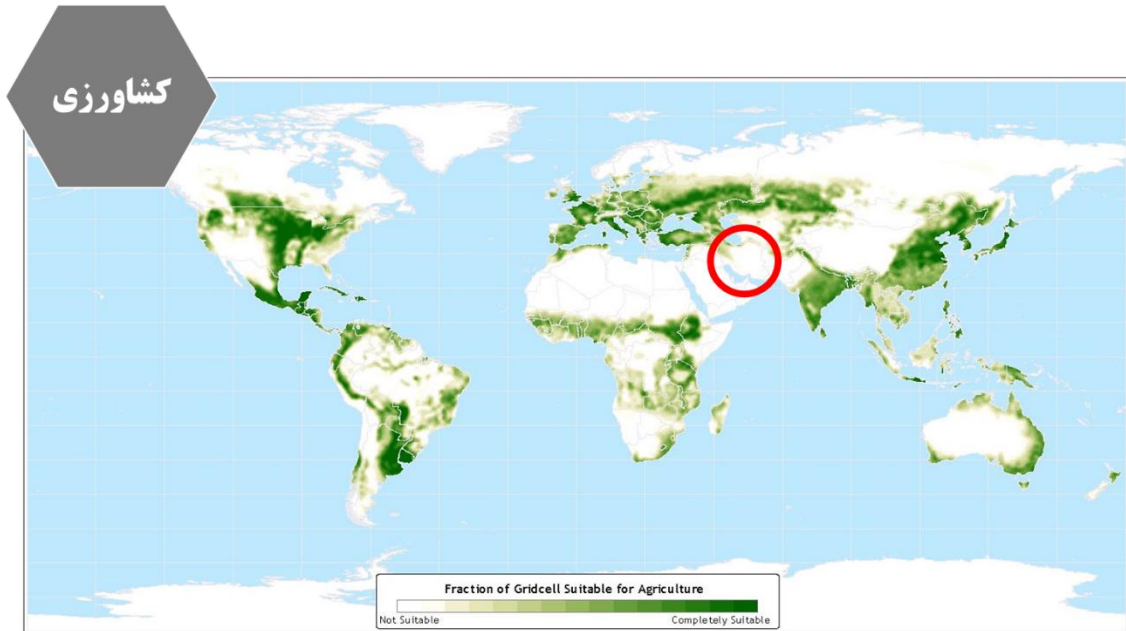 کشاورزی
Fraction of Gridcell Suitable for Agriculture
Not Suitable
Completely Suitable